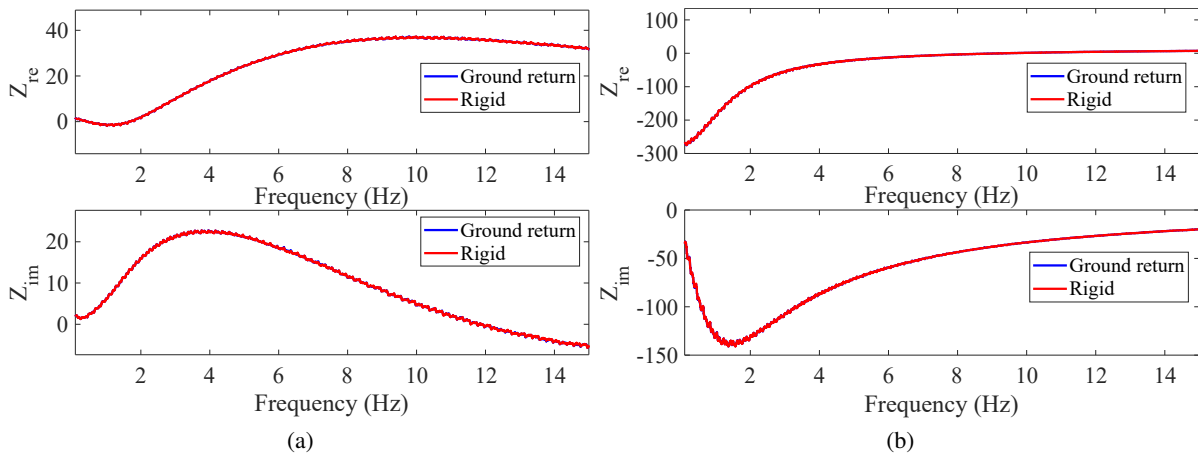 40
20
0
Z_re
Ground return
Rigid
2 4 6 8 10 12 14
Frequency (Hz)
20
10
0
Z_im
Ground return
Rigid
2 4 6 8 10 12 14
Frequency (Hz)
(a)
100
0
-100
-200
-300
Z_re
Ground return
Rigid
2 4 6 8 10 12 14
Frequency (Hz)
0
-50
-100
-150
Z_im
Ground return
Rigid
2 4 6 8 10 12 14
Frequency (Hz)
(b)